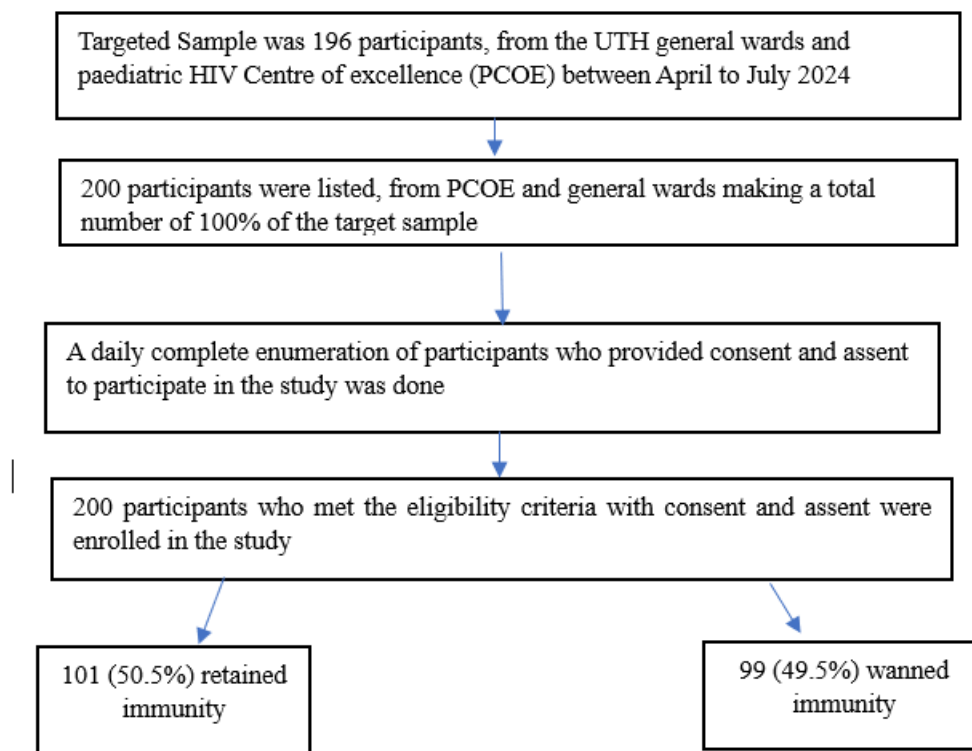 Targeted Sample was 196 participants, from the UTH general wards and
paediatric HIV Centre of excellence (PCOE) between April to July 2024
200 participants were listed, from PCOE and general wards making a total
number of 100% of the target sample
A daily complete enumeration of participants who provided consent and assent
to participate in the study was done
200 participants who met the eligibility criteria with consent and assent were
enrolled in the study
101 (50.5%) retained
immunity
99 (49.5%) wanned
immunity